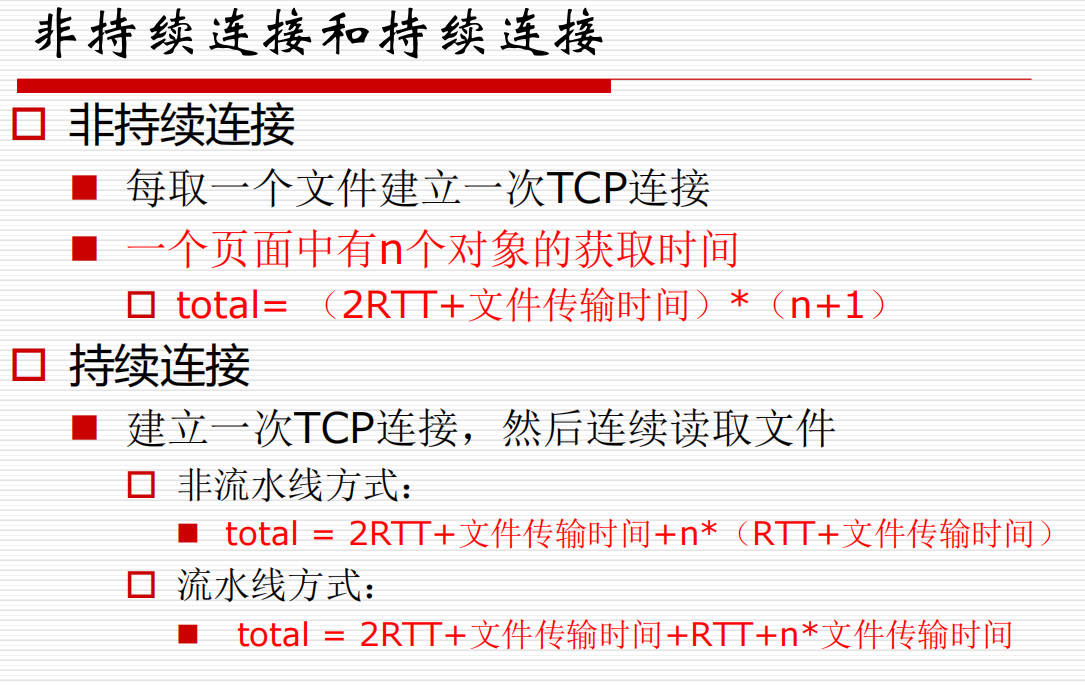 非持续连接和持续连接
非持续连接
每取一个文件建立一次TCP连接
一个页面中有n个对象的获取时间
total= （2RTT+文件传输时间）*（n+1）
持续连接
建立一次TCP连接，然后连续读取文件
非流水线方式：
total = 2RTT+文件传输时间+n*（RTT+文件传输时间）
流水线方式：
total = 2RTT+文件传输时间+RTT+n*文件传输时间